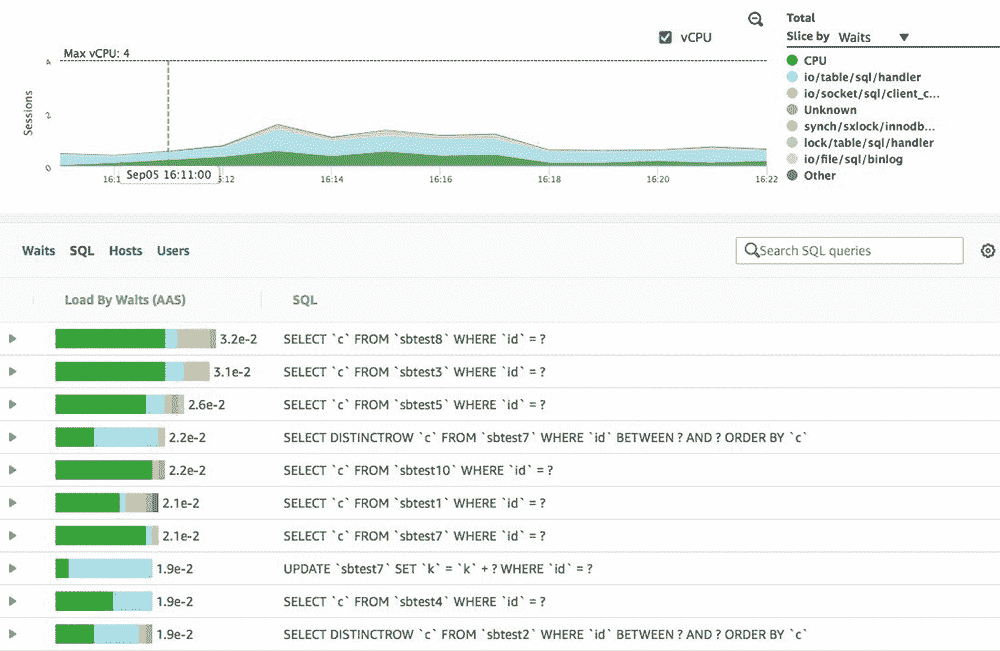 Total
vCPU
Slice by Waits
Max vCPU: 4
4
2
0
Sessions
CPU
io/table/sql/handler
io/socket/sql/client_c...
Unknown
synch/sxlock/innodb...
lock/table/sql/handler
io/file/sql/binlog
Other
16:1
Sep05 16:11:00
5:12
16:14
16:16
16:18
16:20
16:22
Waits SQL Hosts Users
Search SQL queries
Load By Waits (AAS) SQL
3.2e-2 SELECT `c` FROM `sbtest8` WHERE `id` = ?
3.1e-2 SELECT `c` FROM `sbtest3` WHERE `id` = ?
2.6e-2 SELECT `c` FROM `sbtest5` WHERE `id` = ?
2.2e-2 SELECT DISTINCTROW `c` FROM `sbtest7` WHERE `id` BETWEEN ? AND ? ORDER BY `c`
2.2e-2 SELECT `c` FROM `sbtest10` WHERE `id` = ?
2.1e-2 SELECT `c` FROM `sbtest1` WHERE `id` = ?
2.1e-2 SELECT `c` FROM `sbtest7` WHERE `id` = ?
1.9e-2 UPDATE `sbtest7` SET `k` = `k` + ? WHERE `id` = ?
1.9e-2 SELECT `c` FROM `sbtest4` WHERE `id` = ?
1.9e-2 SELECT DISTINCTROW `c` FROM `sbtest2` WHERE `id` BETWEEN ? AND ? ORDER BY `c`